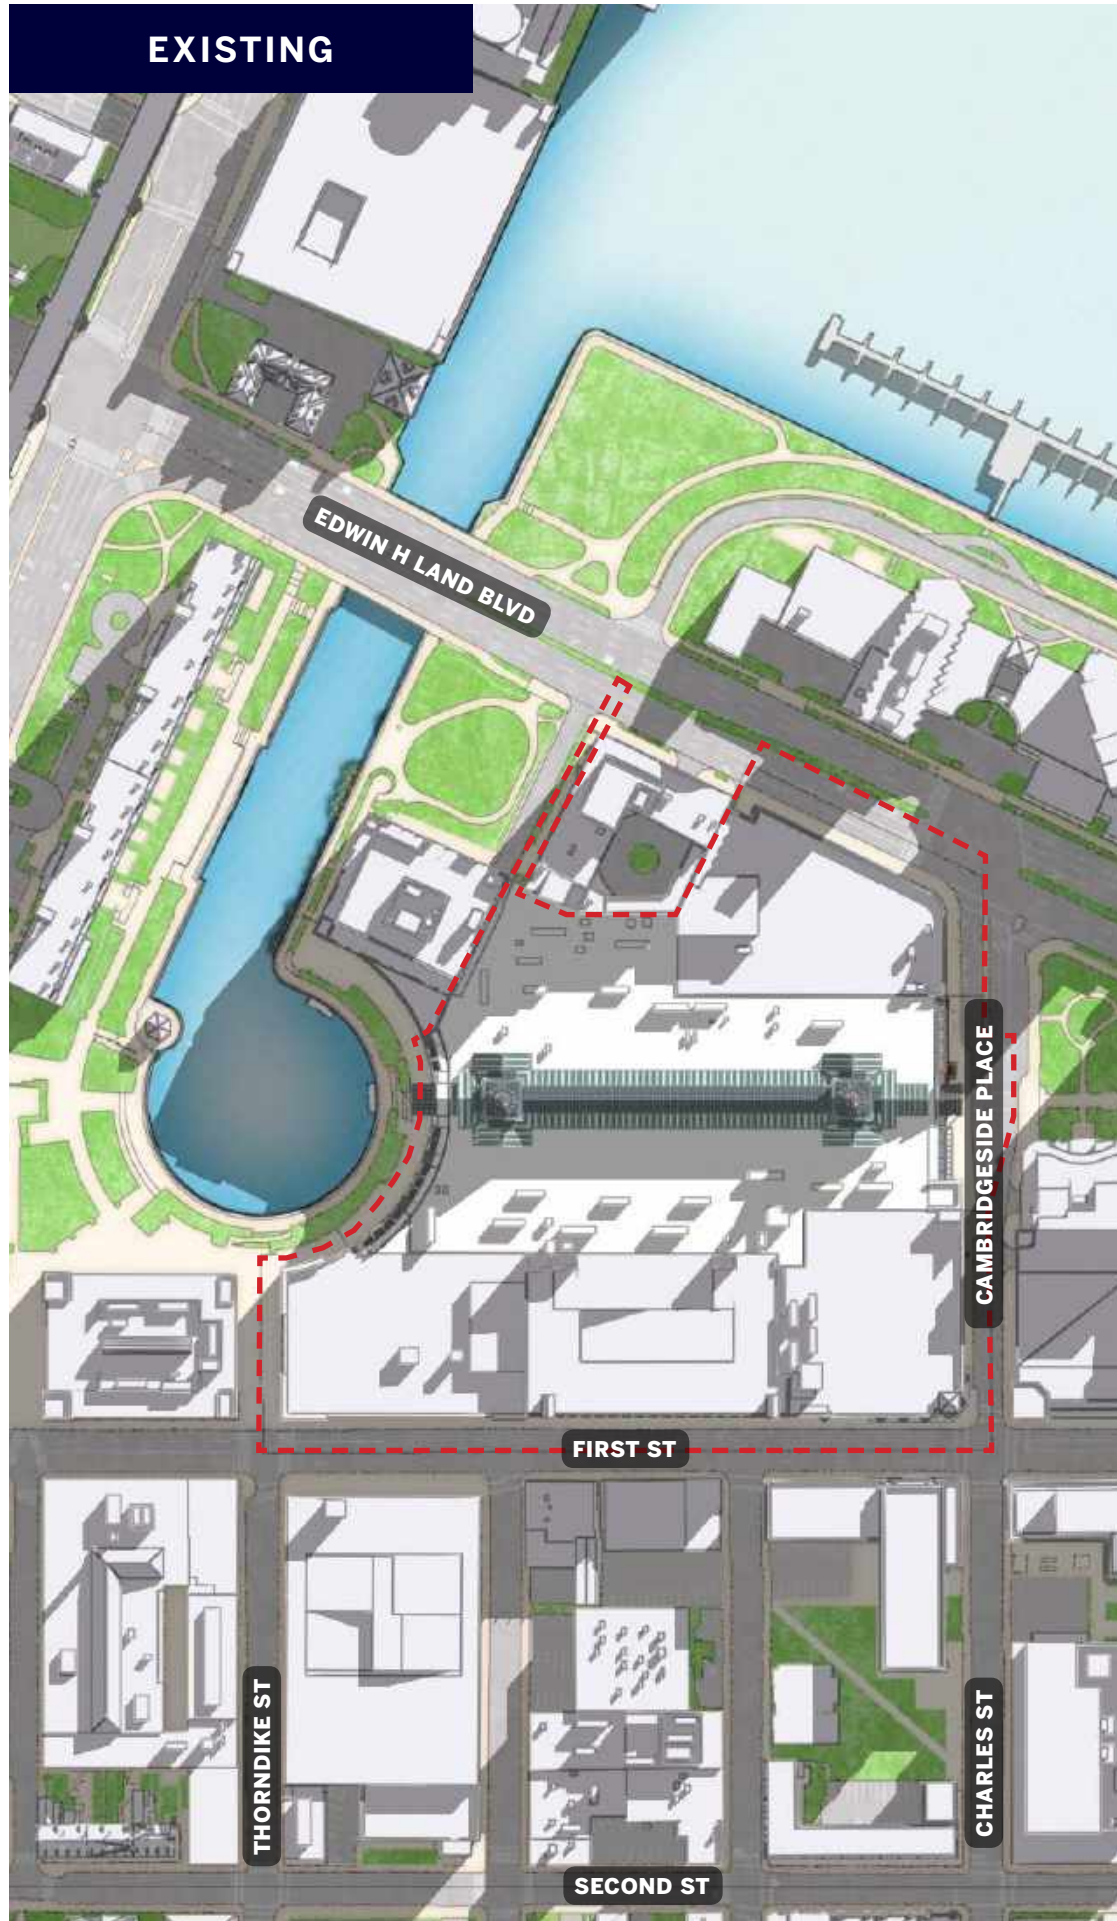 EXISTING
EDWIN H LAND BLVD
CAMBRIDGESIDE PLACE
FIRST ST
THORNDIKE ST
CHARLES ST
SECOND ST